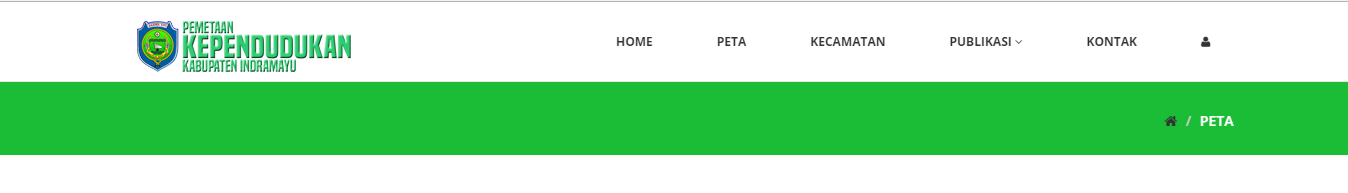 PEMETAAN
KEPENDUDUKAN
KABUPATEN INDRAMAYU
HOME PETA KECAMATAN PUBLIKASI KONTAK
/ PETA